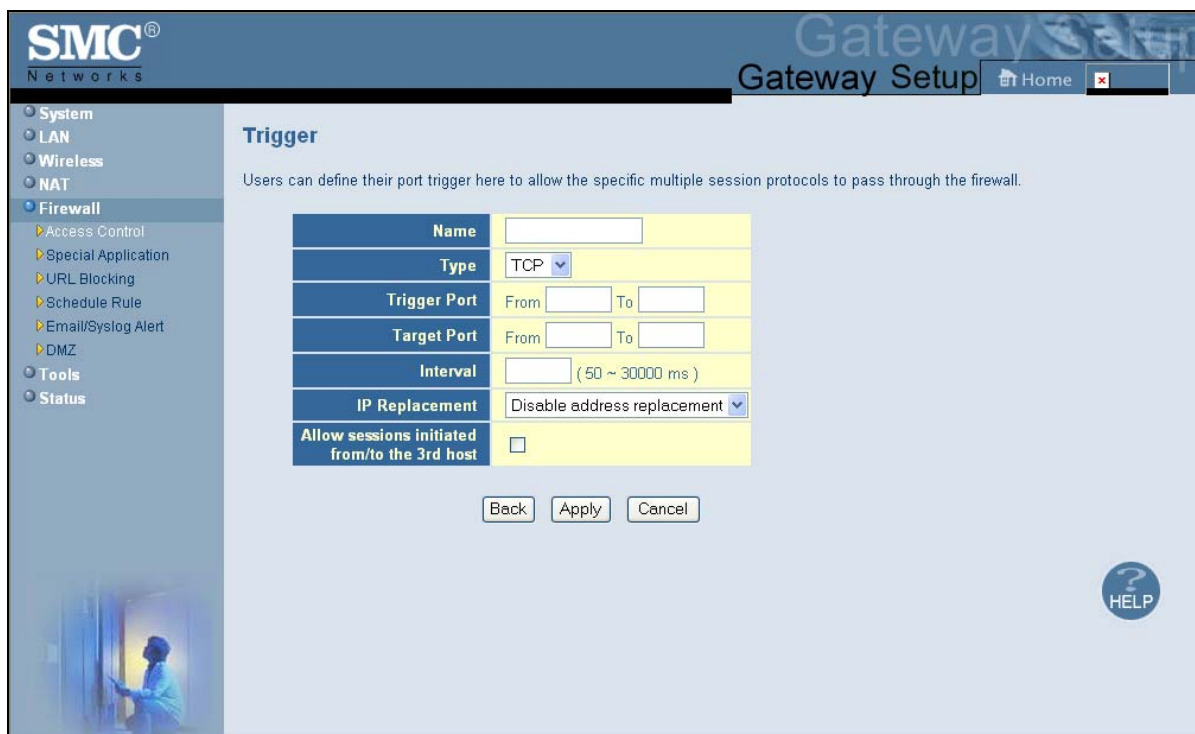 SMC®
Networks
Gateway Setup
Gateway Setup
Home
System
LAN
Wireless
NAT
Firewall
Access Control
Special Application
URL Blocking
Schedule Rule
Email/Syslog Alert
DMZ
Tools
Status
Trigger
Users can define their port trigger here to allow the specific multiple session protocols to pass through the firewall.
Name
Type TCP
Trigger Port From To
Target Port From To
Interval ( 50 ~ 30000 ms )
IP Replacement Disable address replacement
Allow sessions initiated
from/to the 3rd host
Back Apply Cancel
?
HELP